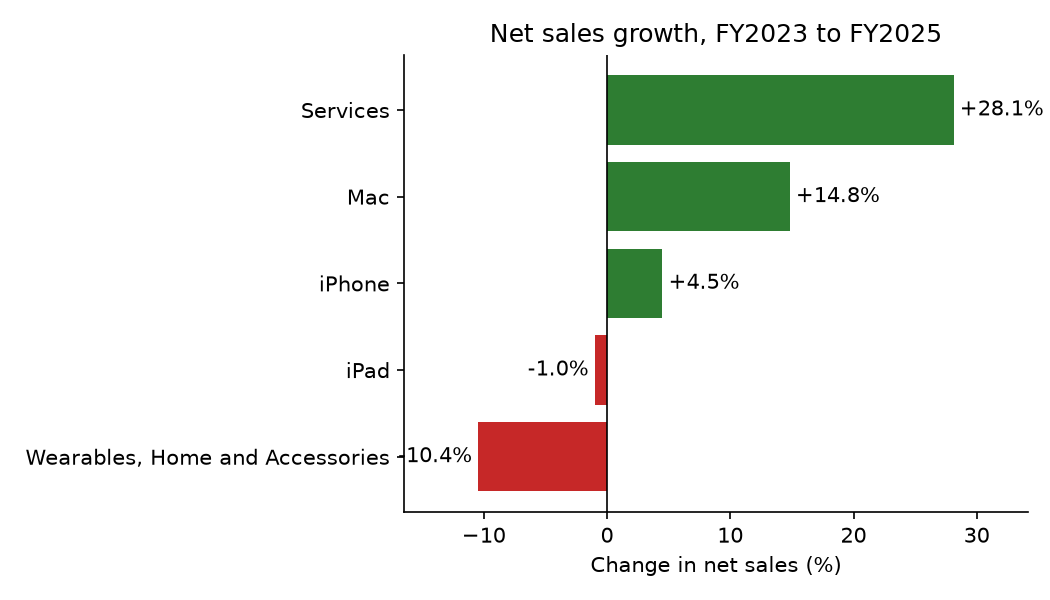 Net sales growth, FY2023 to FY2025
Services +28.1%
Mac +14.8%
iPhone +4.5%
iPad -1.0%
Wearables, Home and Accessories -10.4%
−10 0 10 20 30
Change in net sales (%)